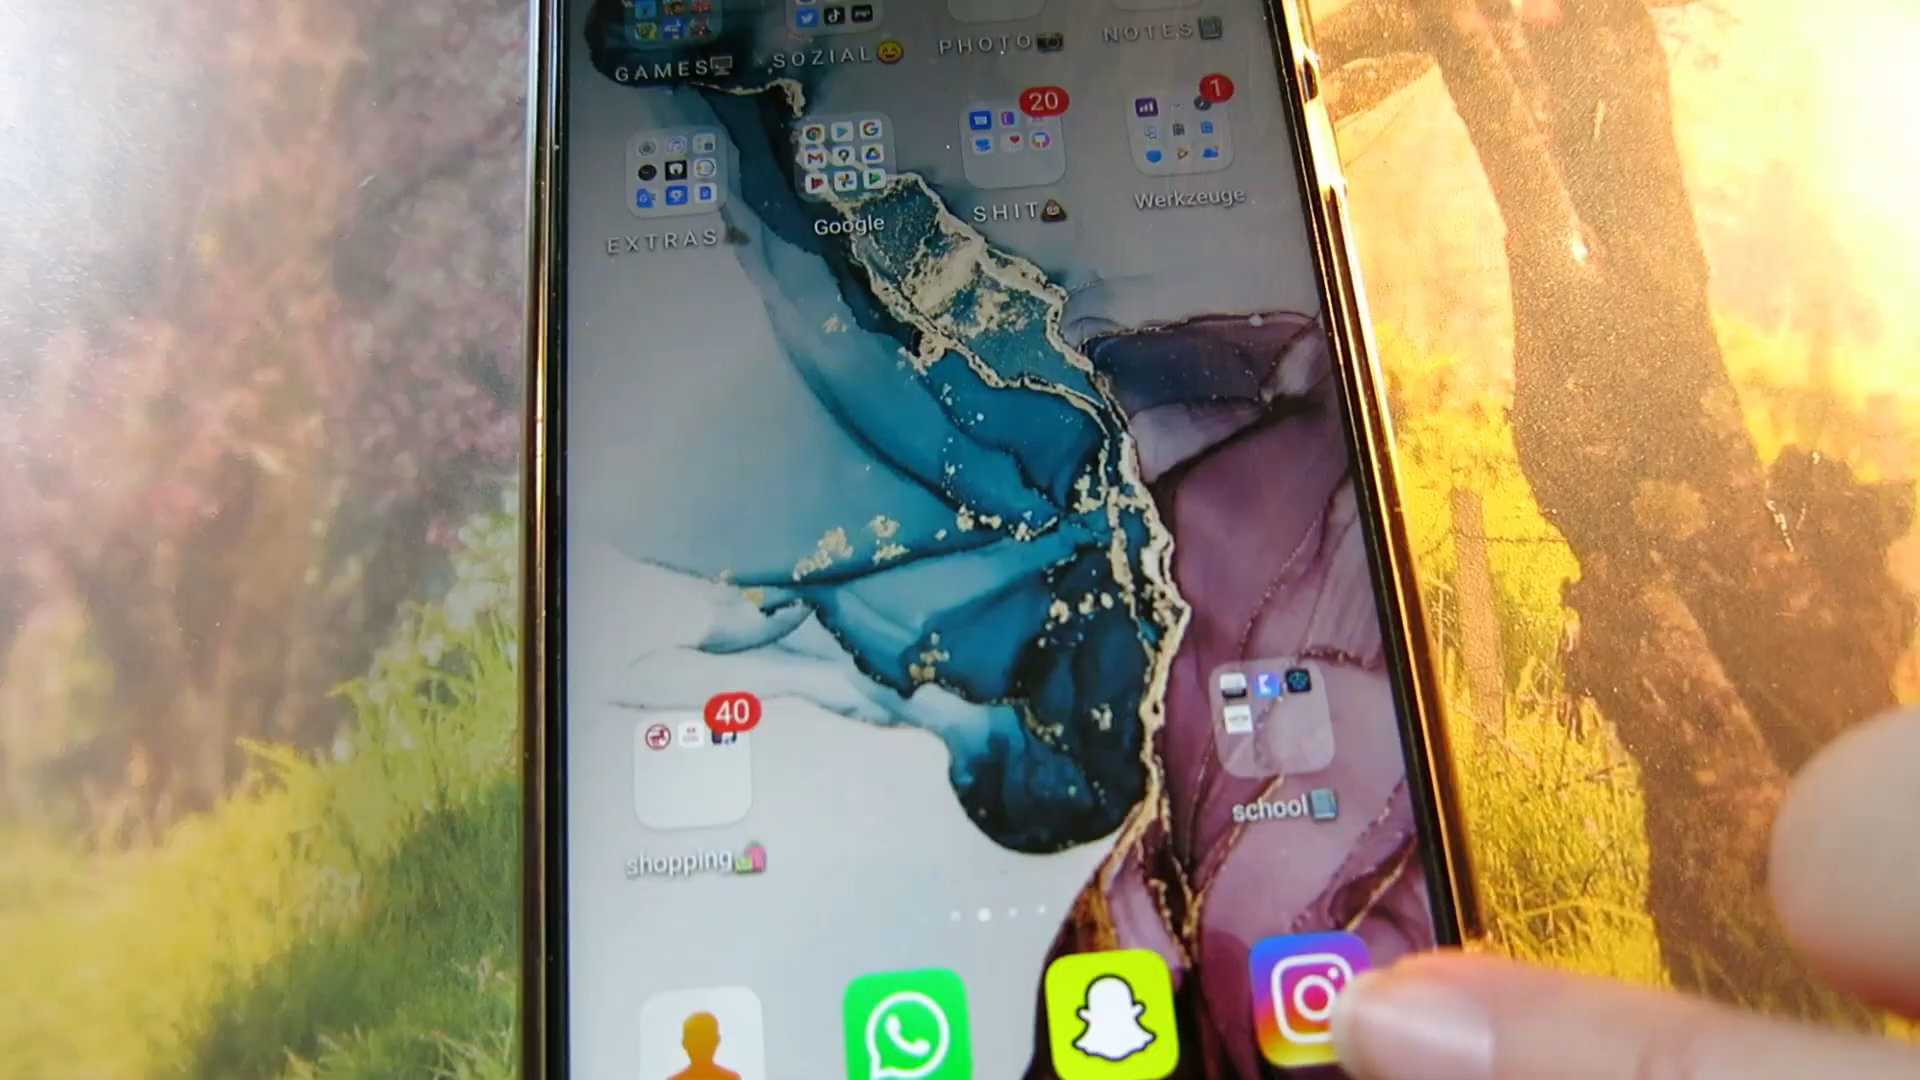 GAMES🖥
SOZIAL😊
PHOTO📷
NOTES📓
20
1
EXTRAS
Google
SHIT💩
Werkzeuge
40
shopping🛍
school📘